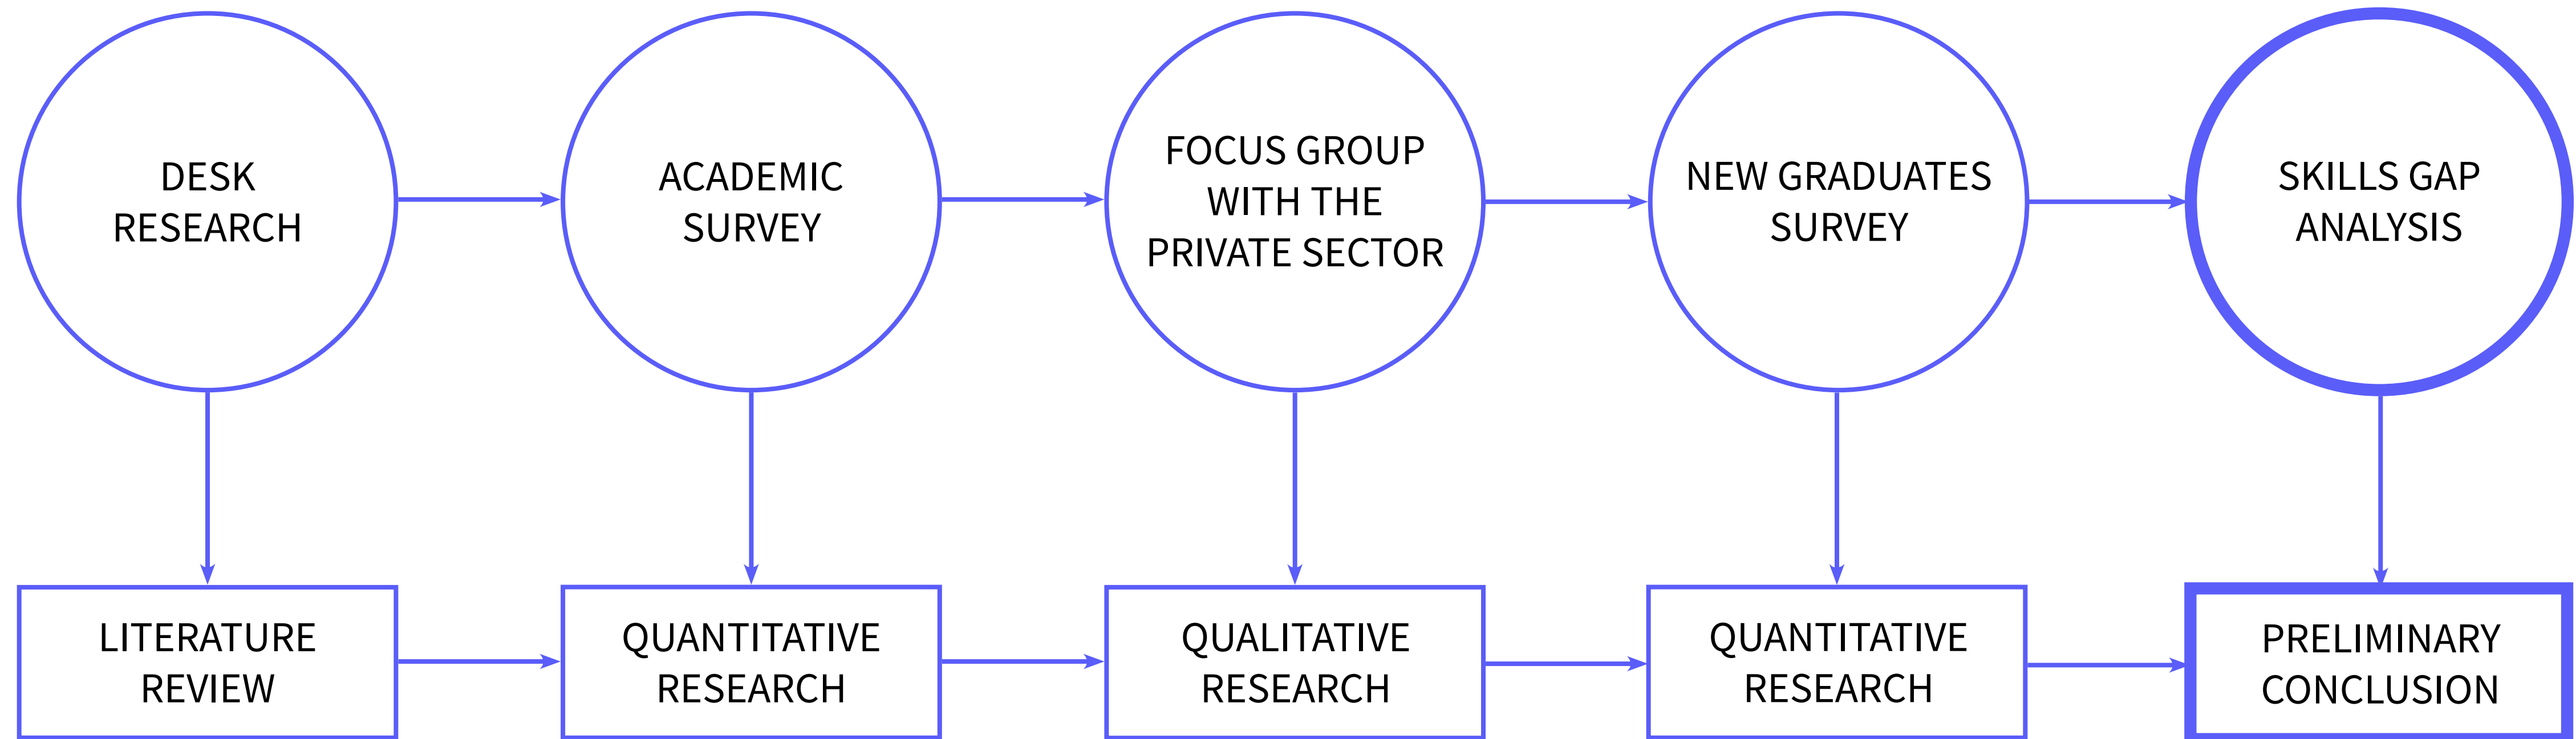 DESK
RESEARCH
ACADEMIC
SURVEY
FOCUS GROUP
WITH THE
PRIVATE SECTOR
NEW GRADUATES
SURVEY
SKILLS GAP
ANALYSIS
LITERATURE
REVIEW
QUANTITATIVE
RESEARCH
QUALITATIVE
RESEARCH
QUANTITATIVE
RESEARCH
PRELIMINARY
CONCLUSION